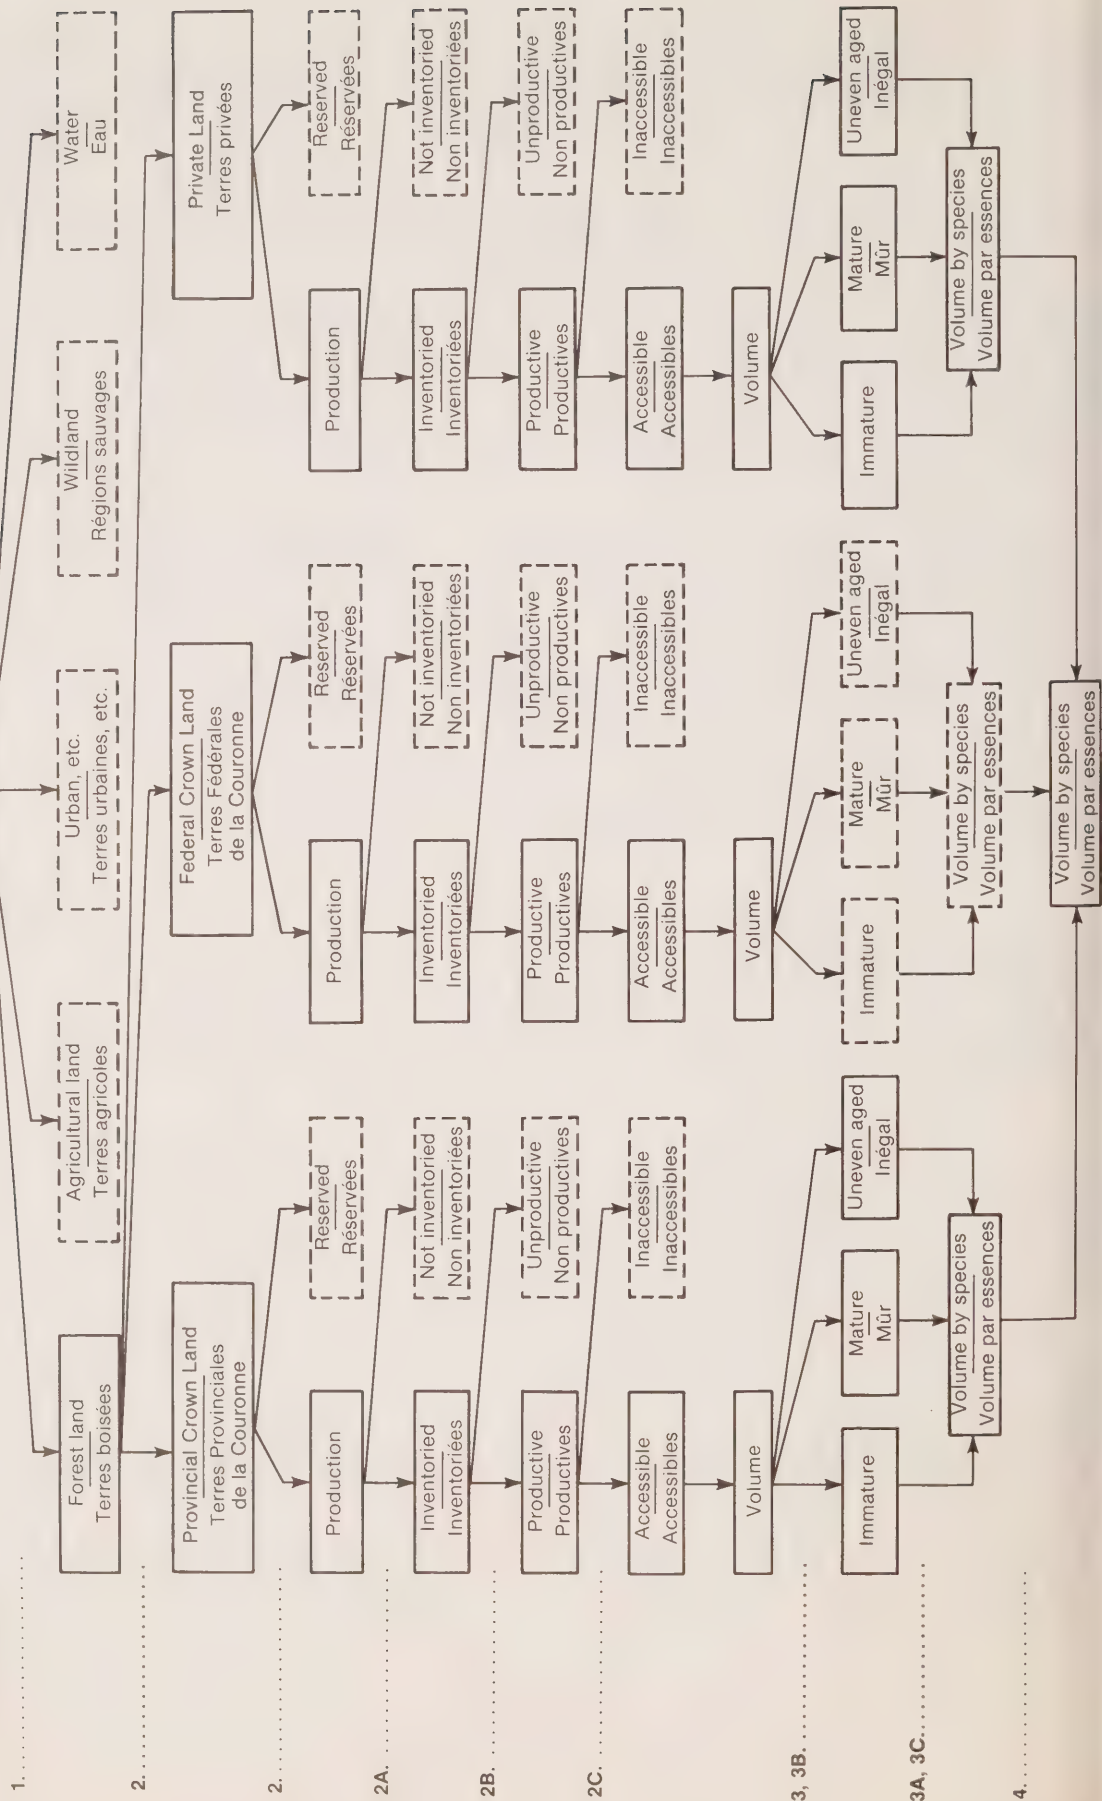 1.
Forest land
Terres boisées
Agricultural land
Terres agricoles
Urban, etc.
Terres urbaines, etc.
Wildland
Régions sauvages
Water
Eau
2.
Provincial Crown Land
Terres Provinciales
de la Couronne
Federal Crown Land
Terres Fédérales
de la Couronne
Private Land
Terres privées
2.
Production
Reserved
Réservées
Production
Reserved
Réservées
Production
Reserved
Réservées
2A.
Inventoried
Inventoriées
Not inventoried
Non inventoriées
Inventoried
Inventoriées
Not inventoried
Non inventoriées
Inventoried
Inventoriées
Not inventoried
Non inventoriées
2B.
Productive
Productives
Unproductive
Non productives
Productive
Productives
Unproductive
Non productives
Productive
Productives
Unproductive
Non productives
2C.
Accessible
Accessibles
Inaccessible
Inaccessibles
Accessible
Accessibles
Inaccessible
Inaccessibles
Accessible
Accessibles
Inaccessible
Inaccessibles
Volume
Volume
Volume
3, 3B.
Immature
Mature
Mûr
Uneven aged
Inégal
Immature
Mature
Mûr
Uneven aged
Inégal
Immature
Mature
Mûr
Uneven aged
Inégal
3A, 3C.
Volume by species
Volume par essences
Volume by species
Volume par essences
Volume by species
Volume par essences
4.
Volume by species
Volume par essences